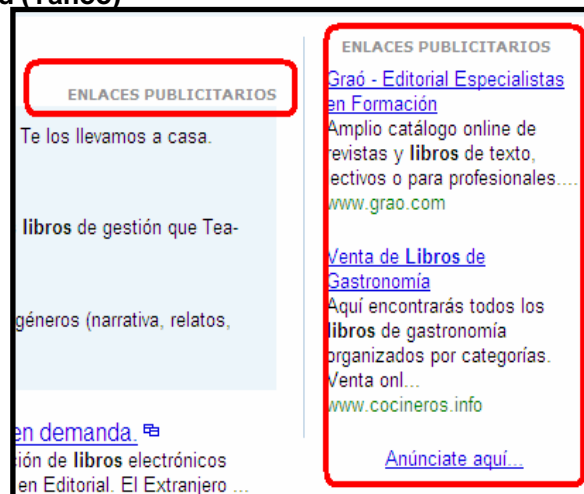 (Yahoo)
ENLACES PUBLICITARIOS
Te los llevamos a casa.
libros de gestión que Tea-
géneros (narrativa, relatos,
en demanda.
ión de libros electrónicos
en Editorial. El Extranjero ...
ENLACES PUBLICITARIOS
Graó - Editorial Especialistas
en Formación
Amplio catálogo online de
revistas y libros de texto,
lectivos o para profesionales....
www.grao.com
Venta de Libros de
Gastronomía
Aquí encontrarás todos los
libros de gastronomía
organizados por categorías.
Venta onl...
www.cocineros.info
Anúnciate aquí...